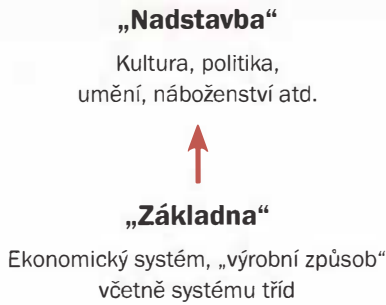 „Nadstavba“
Kultura, politika,
umění, náboženství atd.
„Základna“
Ekonomický systém, „výrobní způsob“
včetně systému tříd